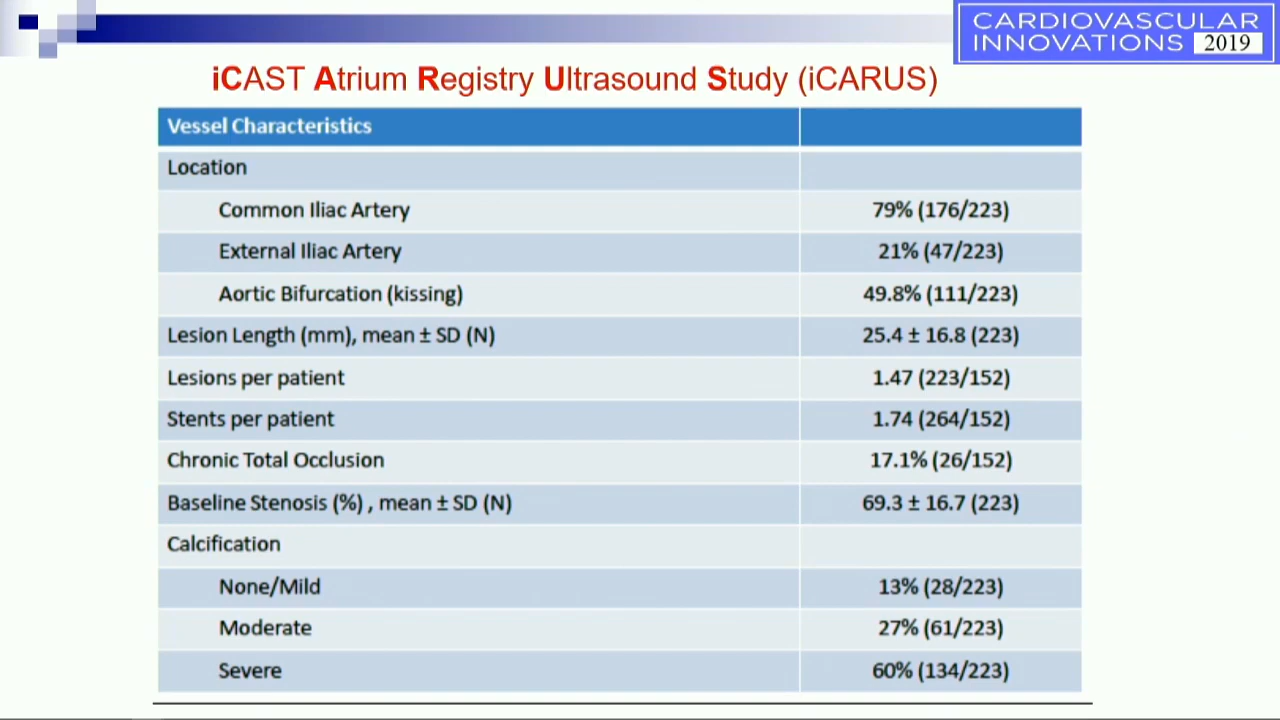 CARDIOVASCULAR
INNOVATIONS 2019
iCAST Atrium Registry Ultrasound Study (iCARUS)
Vessel Characteristics
Location
Common Iliac Artery 79% (176/223)
External Iliac Artery 21% (47/223)
Aortic Bifurcation (kissing) 49.8% (111/223)
Lesion Length (mm), mean ± SD (N) 25.4 ± 16.8 (223)
Lesions per patient 1.47 (223/152)
Stents per patient 1.74 (264/152)
Chronic Total Occlusion 17.1% (26/152)
Baseline Stenosis (%) , mean ± SD (N) 69.3 ± 16.7 (223)
Calcification
None/Mild 13% (28/223)
Moderate 27% (61/223)
Severe 60% (134/223)